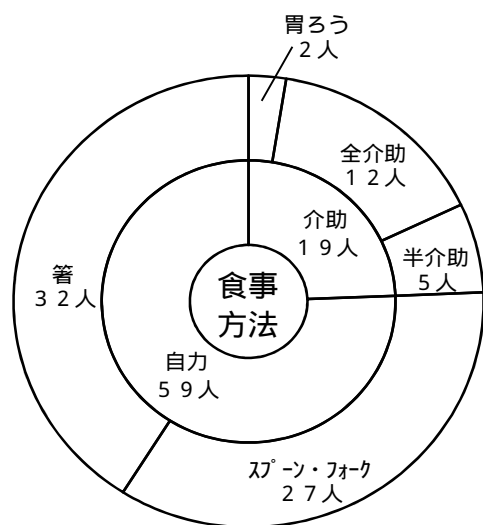 胃ろう
２人
全介助
１２人
介助
１９人
半介助
５人
箸
３２人
食事
方法
自力
５９人
ｽﾌﾟｰﾝ・ﾌｫｰｸ
２７人